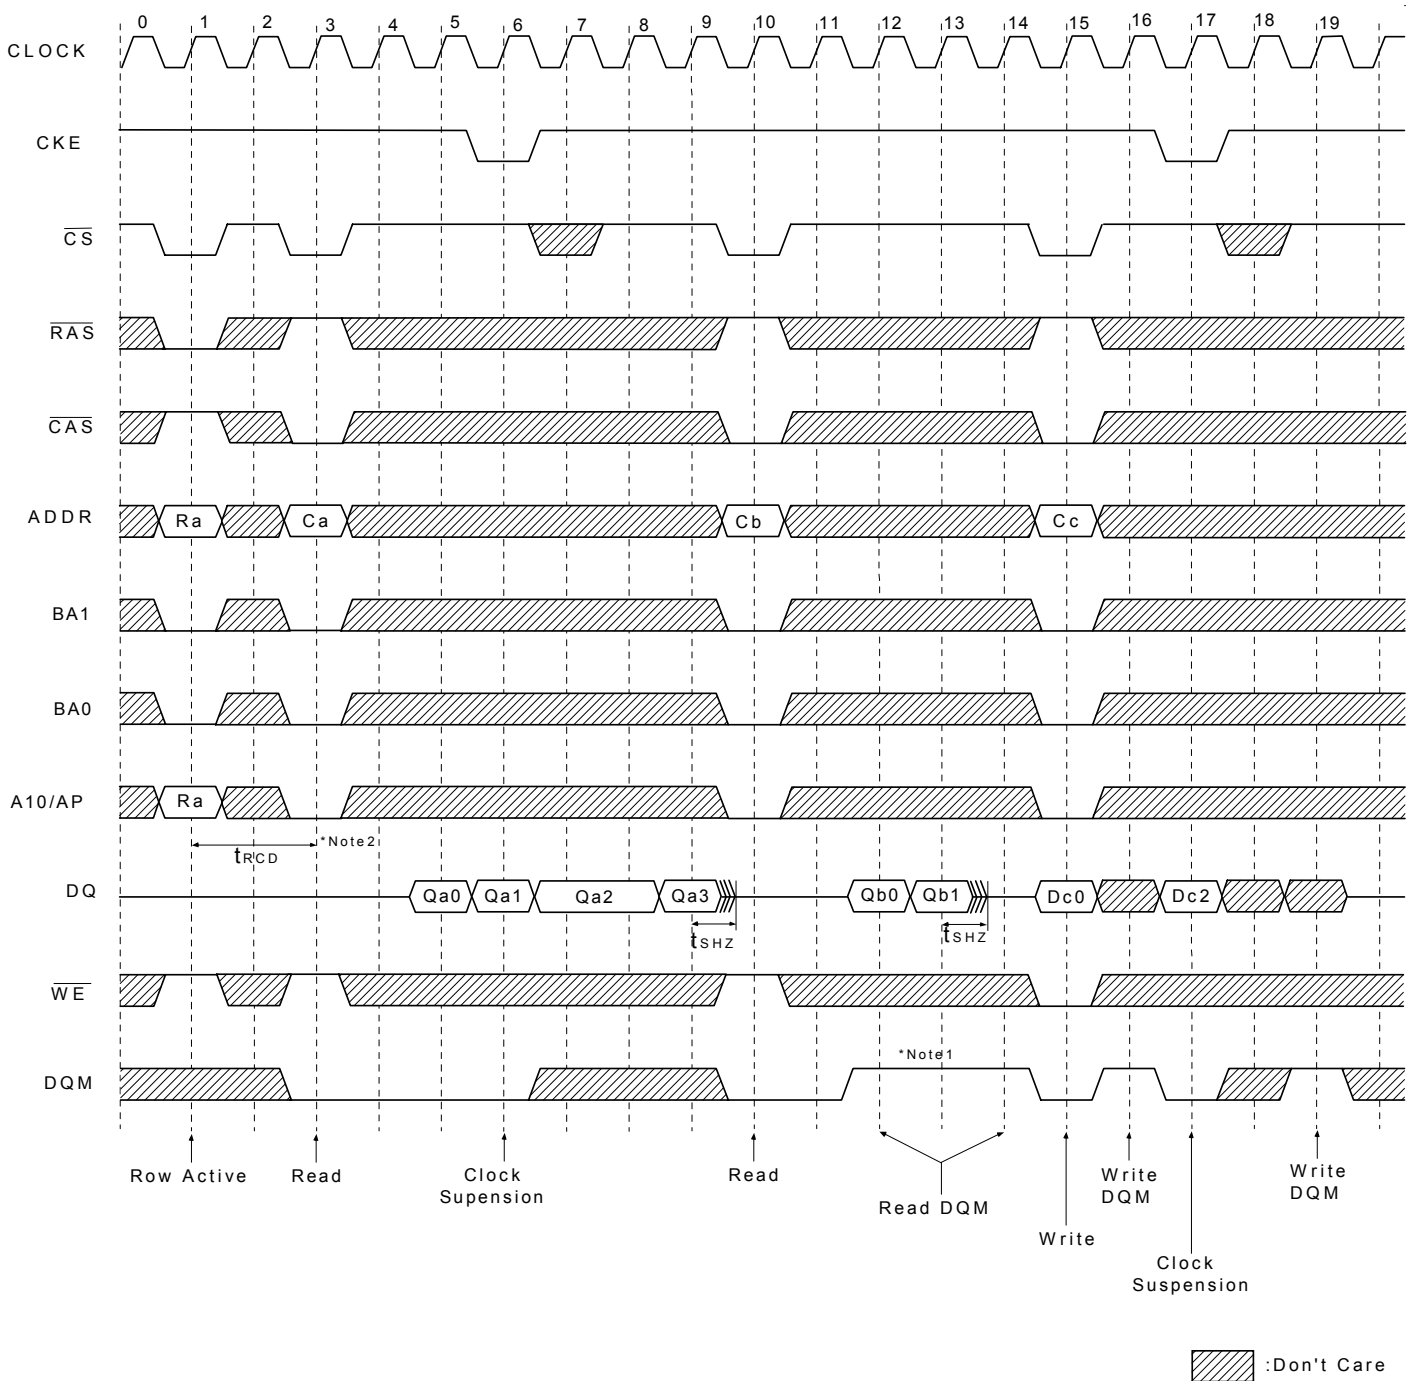 0 1 2 3 4 5 6 7 8 9 10 11 12 13 14 15 16 17 18 19
CLOCK
CKE
CS
RAS
CAS
ADDR Ra Ca Cb Cc
BA1
BA0
A10/AP Ra
tRCD *Note2
DQ Qa0 Qa1 Qa2 Qa3 Qb0 Qb1 Dc0 Dc2
tSHZ tSHZ
WE
*Note1
DQM
Row Active Read Clock Supension Read Read DQM Write Write DQM Clock Suspension Write DQM
:Don't Care